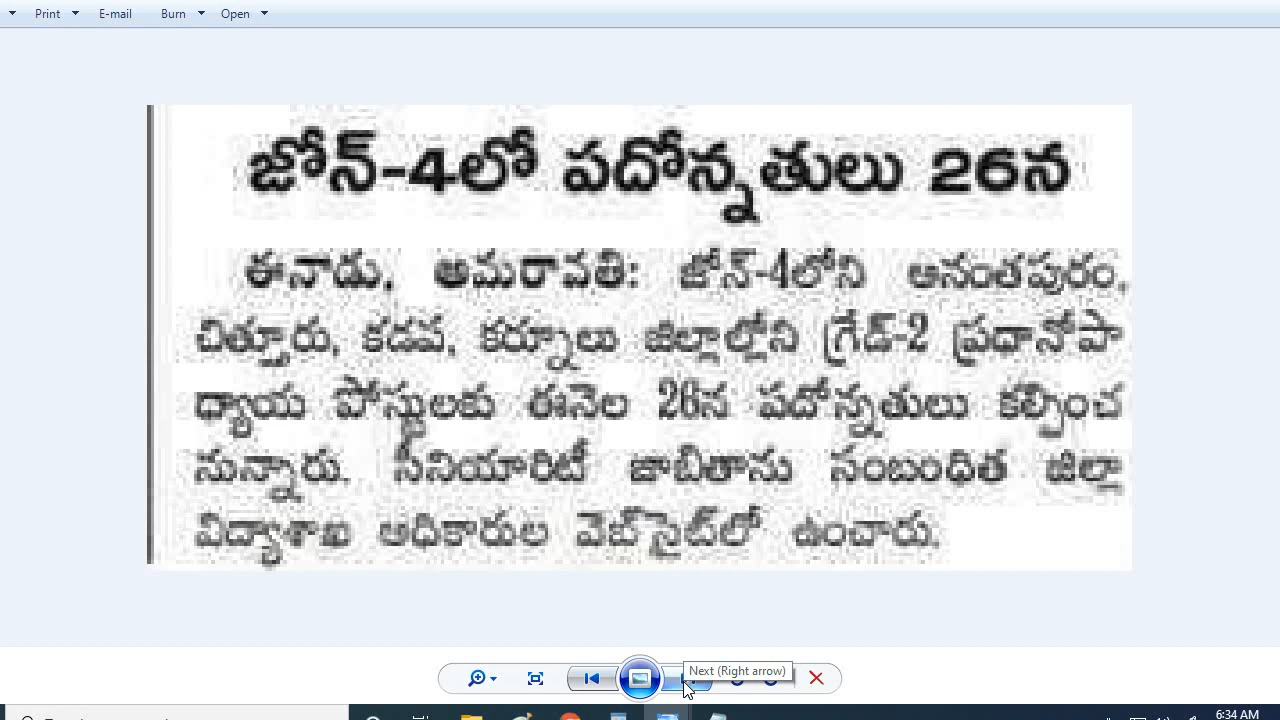 Print E-mail Burn Open
జోన్-4లో పదోన్నతులు 26న
ఈనాడు, అమరావతి: జోన్-4లోని అనంతపురం,
చిత్తూరు, కడప, కర్నూలు జిల్లాల్లోని గ్రేడ్-2 ప్రధానోపా
ధ్యాయ పోస్టులకు ఈనెల 26న పదోన్నతులు కల్పించ
నున్నారు. సీనియారిటీ జాబితాను సంబంధిత జిల్లా
విద్యాశాఖ అధికారుల వెబ్‌సైట్‌లో ఉంచారు.
Next (Right arrow)
6:34 AM